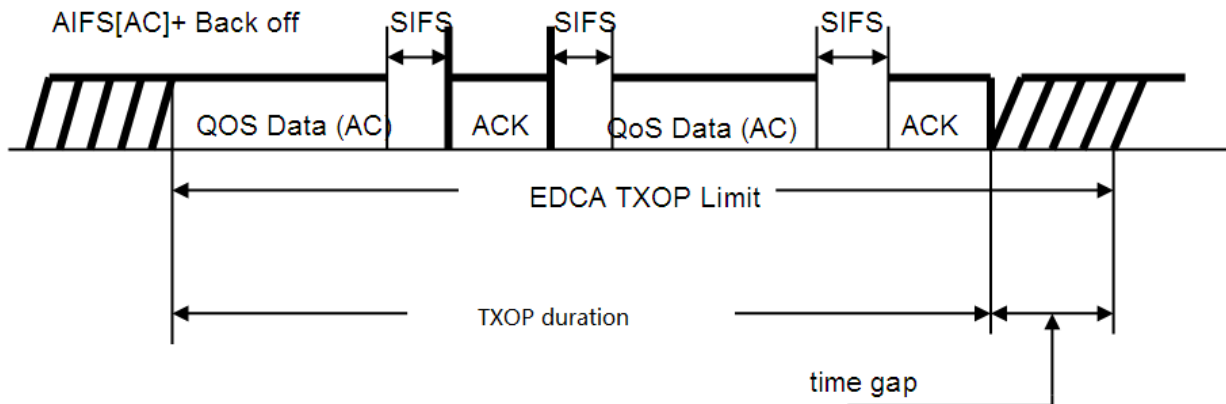 AIFS[AC]+ Back off
SIFS
SIFS
SIFS
QOS Data (AC)
ACK
QoS Data (AC)
ACK
EDCA TXOP Limit
TXOP duration
time gap